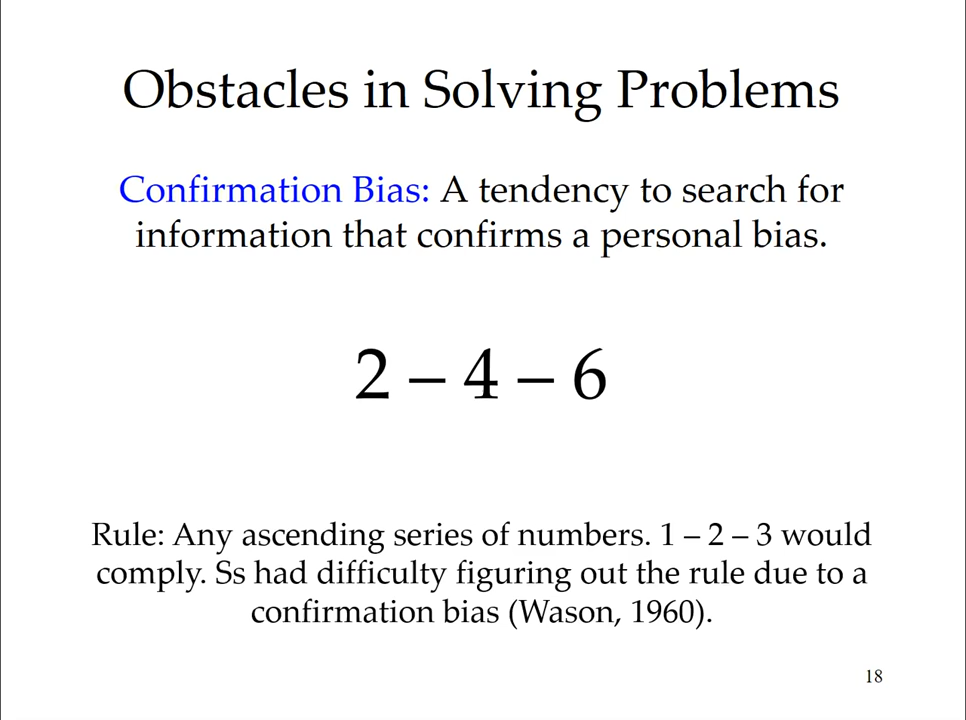 Obstacles in Solving Problems
Confirmation Bias: A tendency to search for
information that confirms a personal bias.
2 – 4 – 6
Rule: Any ascending series of numbers. 1 – 2 – 3 would
comply. Ss had difficulty figuring out the rule due to a
confirmation bias (Wason, 1960).
18